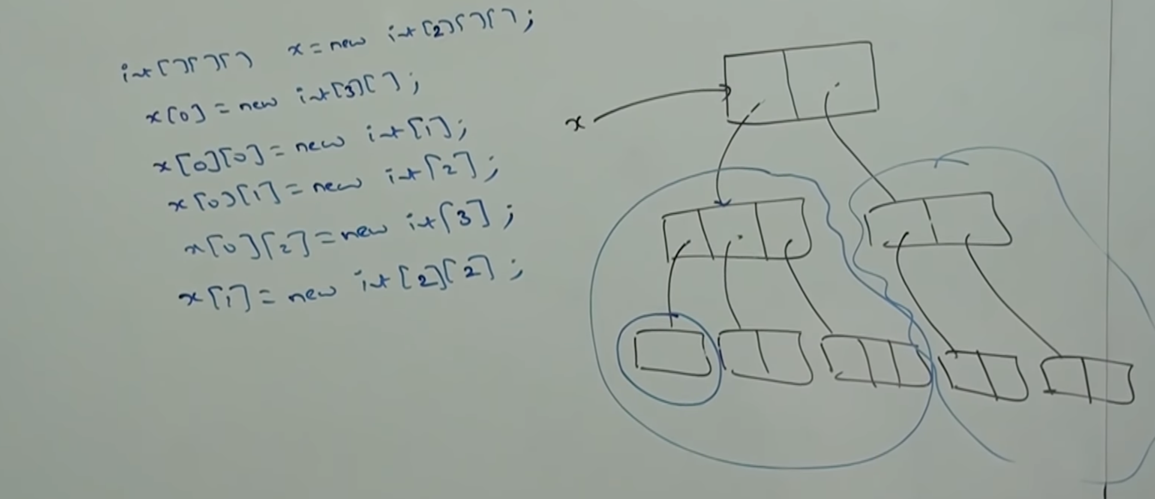 int[][][] x = new int[2][][];
x[0] = new int[3][];
x[0][0] = new int[1];
x[0][1] = new int[2];
x[0][2] = new int[3];
x[1] = new int[2][2];
x